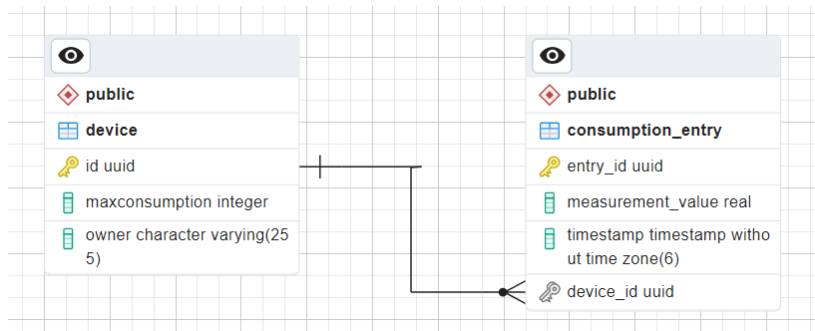 public
device
id uuid
maxconsumption integer
owner character varying(25
5)
public
consumption_entry
entry_id uuid
measurement_value real
timestamp timestamp witho
ut time zone(6)
device_id uuid